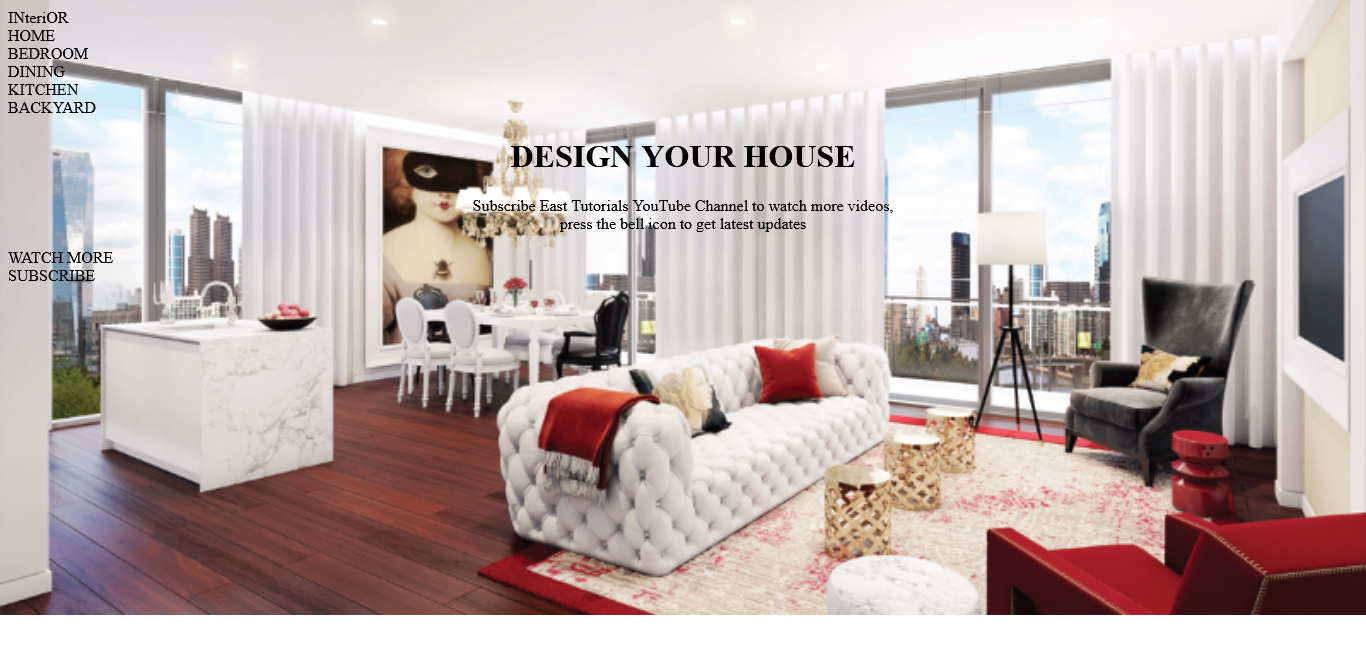 INteriOR
HOME
BEDROOM
DINING
KITCHEN
BACKYARD
DESIGN YOUR HOUSE
Subscribe East Tutorials YouTube Channel to watch more videos,
press the bell icon to get latest updates
WATCH MORE
SUBSCRIBE